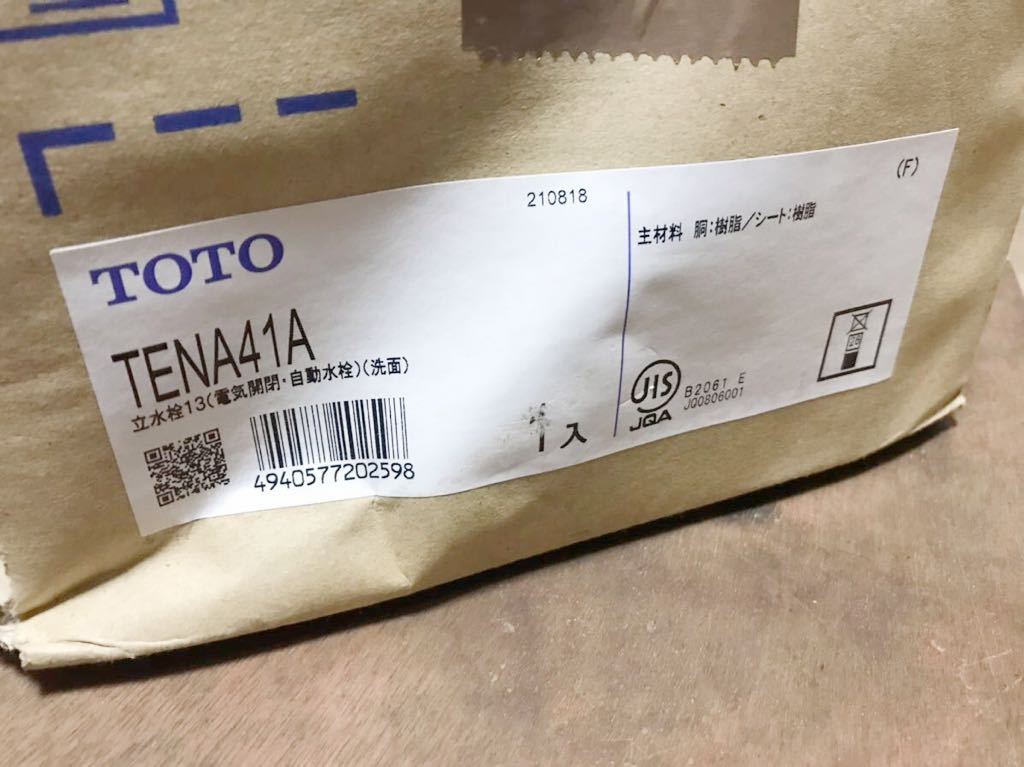 210818
TOTO
TENA41A
立水栓13(電気開閉・自動水栓)(洗面)
4940577202598
1入
(F)
主材料 胴:樹脂/シート:樹脂
JIS
JQA
B2061 E
JQ0806001